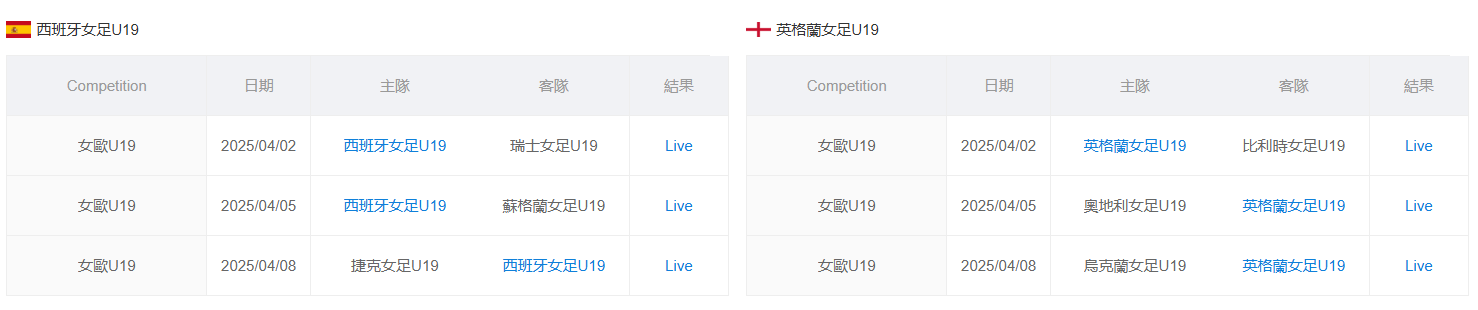 西班牙女足U19
Competition 日期 主隊 客隊 結果
女歐U19 2025/04/02 西班牙女足U19 瑞士女足U19 Live
女歐U19 2025/04/05 西班牙女足U19 蘇格蘭女足U19 Live
女歐U19 2025/04/08 捷克女足U19 西班牙女足U19 Live
英格蘭女足U19
Competition 日期 主隊 客隊 結果
女歐U19 2025/04/02 英格蘭女足U19 比利時女足U19 Live
女歐U19 2025/04/05 奧地利女足U19 英格蘭女足U19 Live
女歐U19 2025/04/08 烏克蘭女足U19 英格蘭女足U19 Live